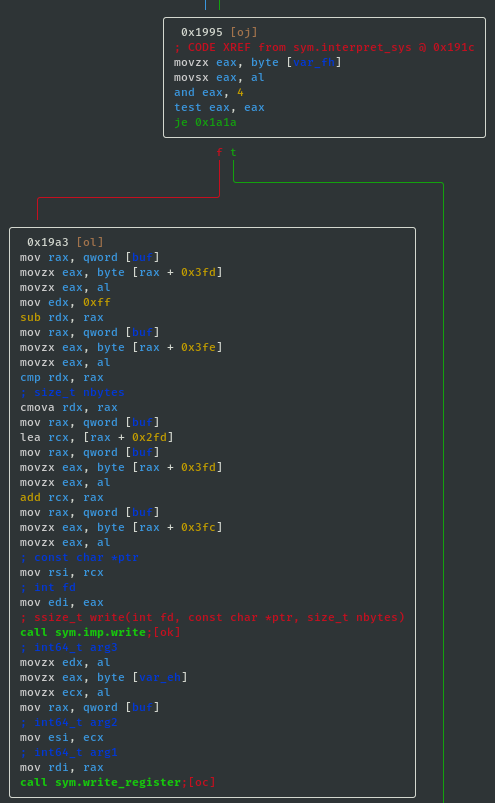 0x1995 [oj]
; CODE XREF from sym.interpret_sys @ 0x191c
movzx eax, byte []
movsx eax, al
and eax, 4
test eax, eax
je 0x1a1a
f t
0x19a3 [ol]
mov rax, qword [buf]
movzx eax, byte [rax + 0x3fd]
movzx eax, al
mov edx, 0xff
sub rdx, rax
mov rax, qword [buf]
movzx eax, byte [rax + 0x3fe]
movzx eax, al
cmp rdx, rax
; size_t nbytes
cmova rdx, rax
mov rax, qword [buf]
lea rcx, [rax + 0x2fd]
mov rax, qword [buf]
movzx eax, byte [rax + 0x3fd]
movzx eax, al
add rcx, rax
mov rax, qword [buf]
movzx eax, byte [rax + 0x3fc]
movzx eax, al
; const char *ptr
mov rsi, rcx
; int fd
mov edi, eax
; ssize_t write(int fd, const char *ptr, size_t nbytes)
call sym.imp.write;[ok]
; int64_t arg3
movzx edx, al
movzx eax, byte []
movzx ecx, al
mov rax, qword [buf]
; int64_t arg2
mov esi, ecx
; int64_t arg1
mov rdi, rax
call sym.write_register;[oc]